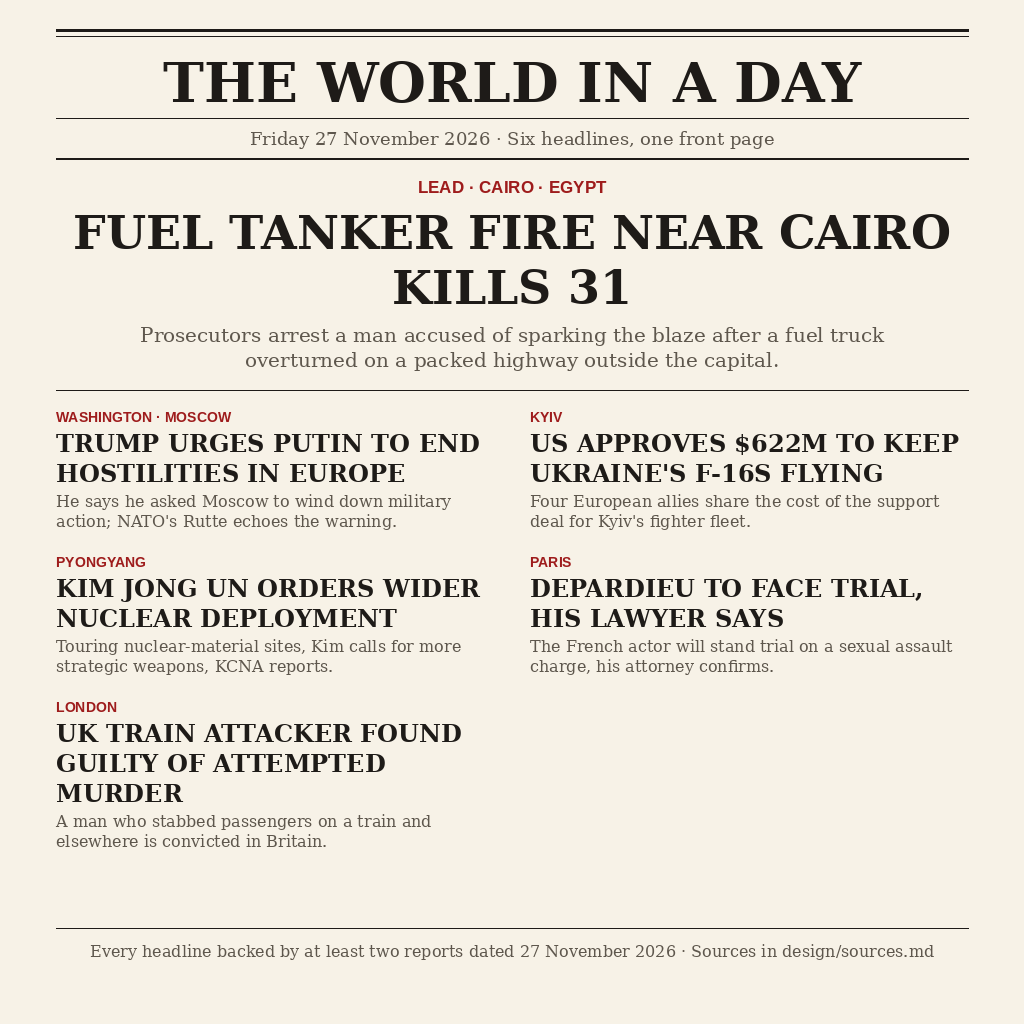 THE WORLD IN A DAY
Friday 27 November 2026 · Six headlines, one front page
LEAD · CAIRO · EGYPT
FUEL TANKER FIRE NEAR CAIRO
KILLS 31
Prosecutors arrest a man accused of sparking the blaze after a fuel truck
overturned on a packed highway outside the capital.
WASHINGTON · MOSCOW
TRUMP URGES PUTIN TO END
HOSTILITIES IN EUROPE
He says he asked Moscow to wind down military
action; NATO's Rutte echoes the warning.
KYIV
US APPROVES $622M TO KEEP
UKRAINE'S F-16S FLYING
Four European allies share the cost of the support
deal for Kyiv's fighter fleet.
PYONGYANG
KIM JONG UN ORDERS WIDER
NUCLEAR DEPLOYMENT
Touring nuclear-material sites, Kim calls for more
strategic weapons, KCNA reports.
PARIS
DEPARDIEU TO FACE TRIAL,
HIS LAWYER SAYS
The French actor will stand trial on a sexual assault
charge, his attorney confirms.
LONDON
UK TRAIN ATTACKER FOUND
GUILTY OF ATTEMPTED
MURDER
A man who stabbed passengers on a train and
elsewhere is convicted in Britain.
Every headline backed by at least two reports dated 27 November 2026 · Sources in design/sources.md